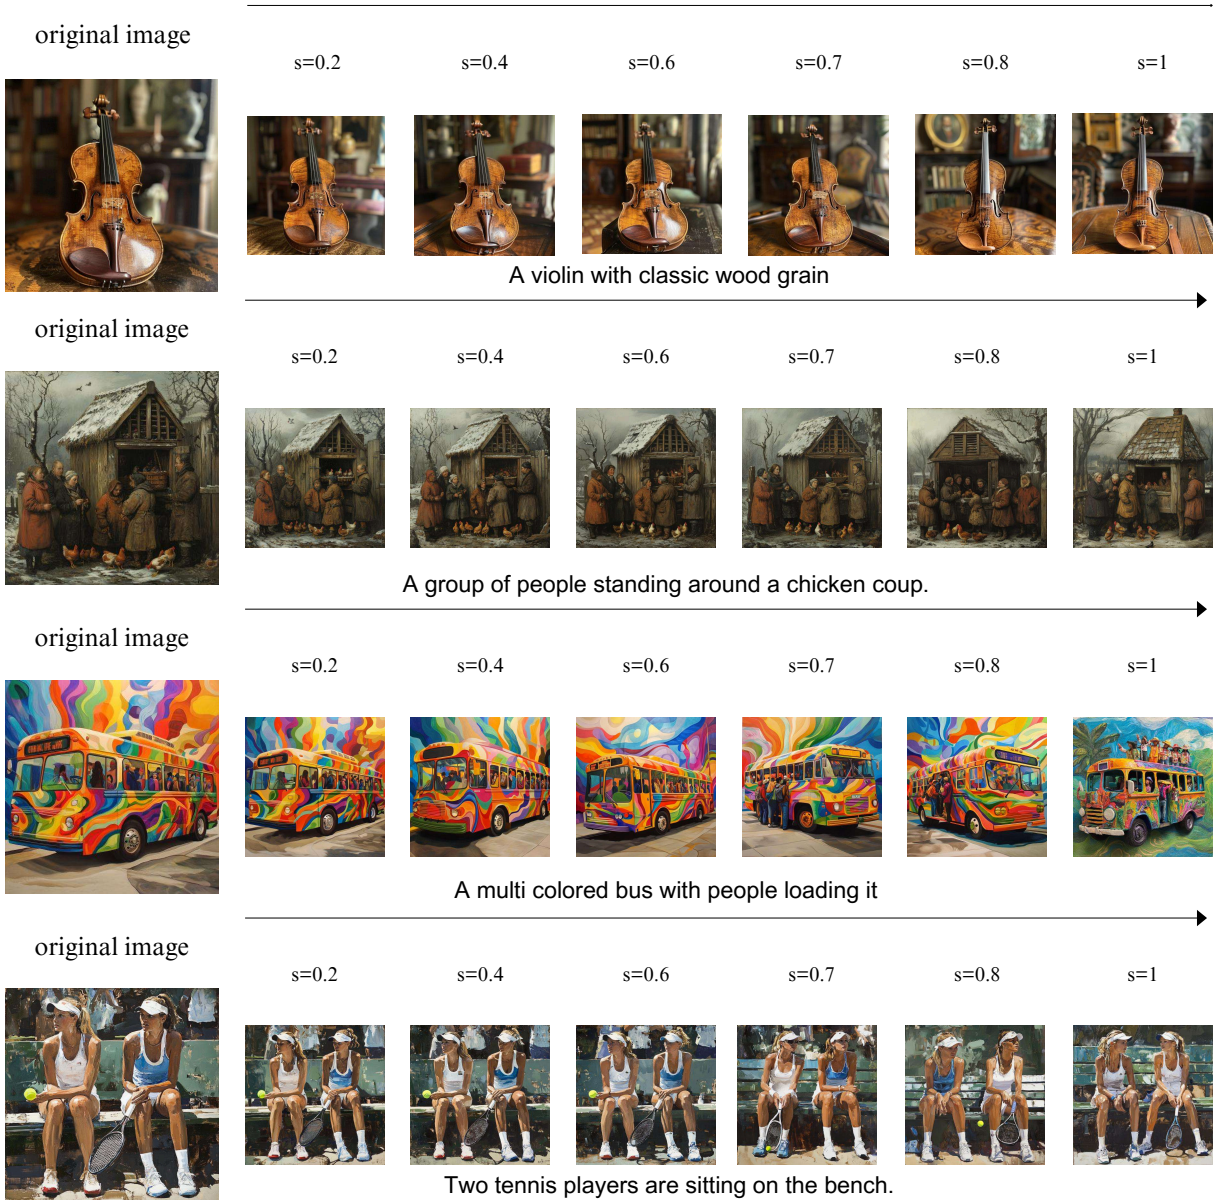 original image
s=0.2 s=0.4 s=0.6 s=0.7 s=0.8 s=1
A violin with classic wood grain
original image
s=0.2 s=0.4 s=0.6 s=0.7 s=0.8 s=1
A group of people standing around a chicken coup.
original image
s=0.2 s=0.4 s=0.6 s=0.7 s=0.8 s=1
A multi colored bus with people loading it
original image
s=0.2 s=0.4 s=0.6 s=0.7 s=0.8 s=1
Two tennis players are sitting on the bench.